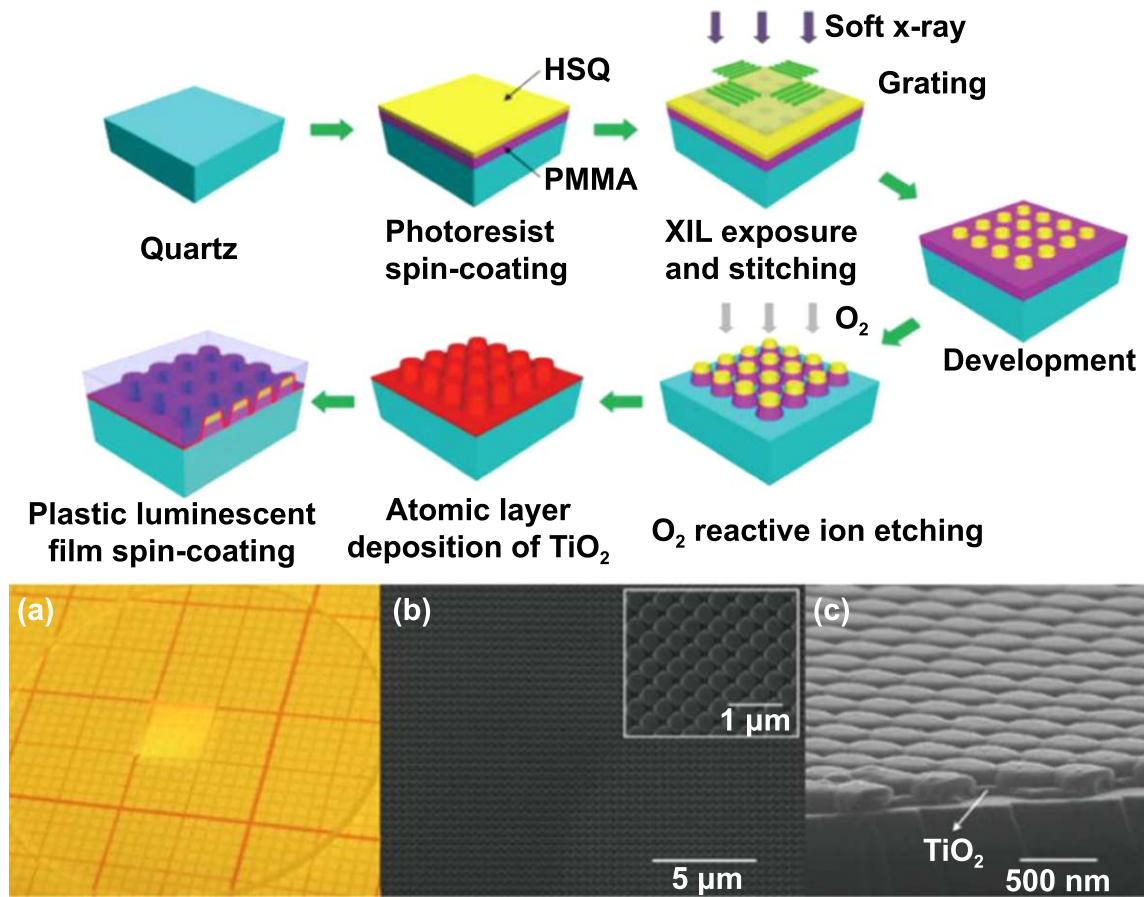 Soft x-ray
HSQ
Grating
PMMA
Quartz
Photoresist
spin-coating
XIL exposure
and stitching
Development
O₂
O₂ reactive ion etching
Atomic layer
deposition of TiO₂
Plastic luminescent
film spin-coating
(a)
(b)
1 µm
5 µm
(c)
TiO₂
500 nm